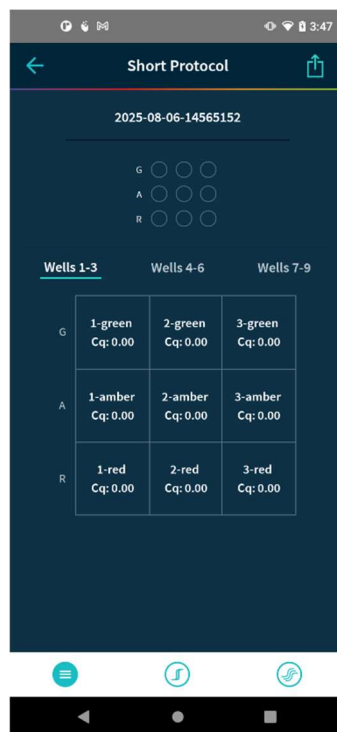 3:47
Short Protocol
2025-08-06-14565152
G
A
R
Wells 1-3 Wells 4-6 Wells 7-9
G 1-green 2-green 3-green
Cq: 0.00 Cq: 0.00 Cq: 0.00
A 1-amber 2-amber 3-amber
Cq: 0.00 Cq: 0.00 Cq: 0.00
R 1-red 2-red 3-red
Cq: 0.00 Cq: 0.00 Cq: 0.00